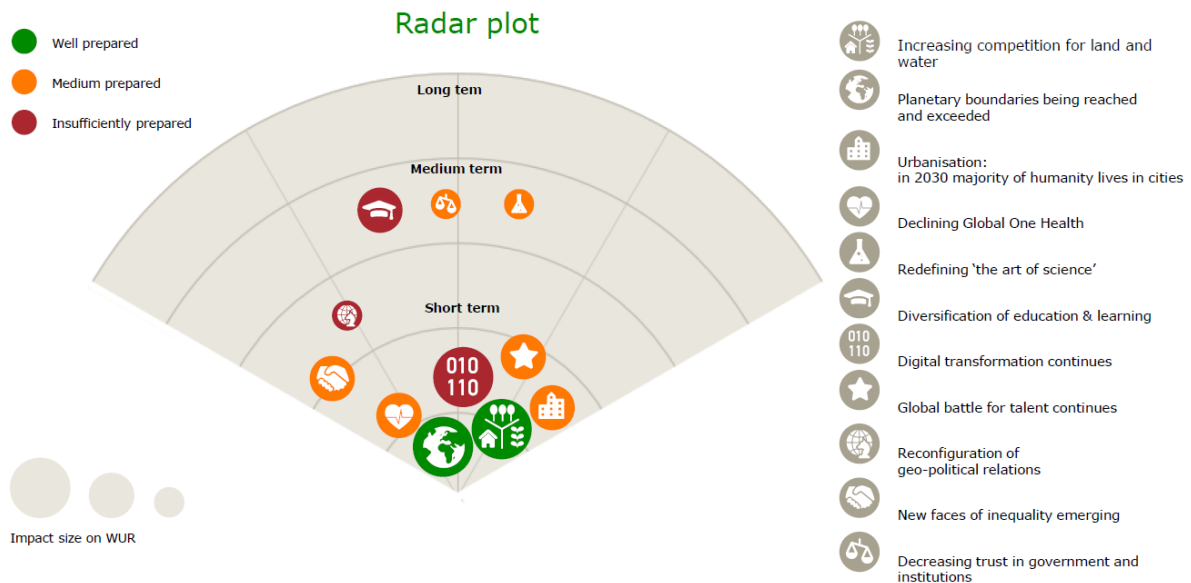 Radar plot
Well prepared
Medium prepared
Insufficiently prepared
Long tem
Medium term
Short term
010
110
Impact size on WUR
Increasing competition for land and
water
Planetary boundaries being reached
and exceeded
Urbanisation:
in 2030 majority of humanity lives in cities
Declining Global One Health
Redefining ‘the art of science’
Diversification of education & learning
010
110
Digital transformation continues
Global battle for talent continues
Reconfiguration of
geo-political relations
New faces of inequality emerging
Decreasing trust in government and
institutions